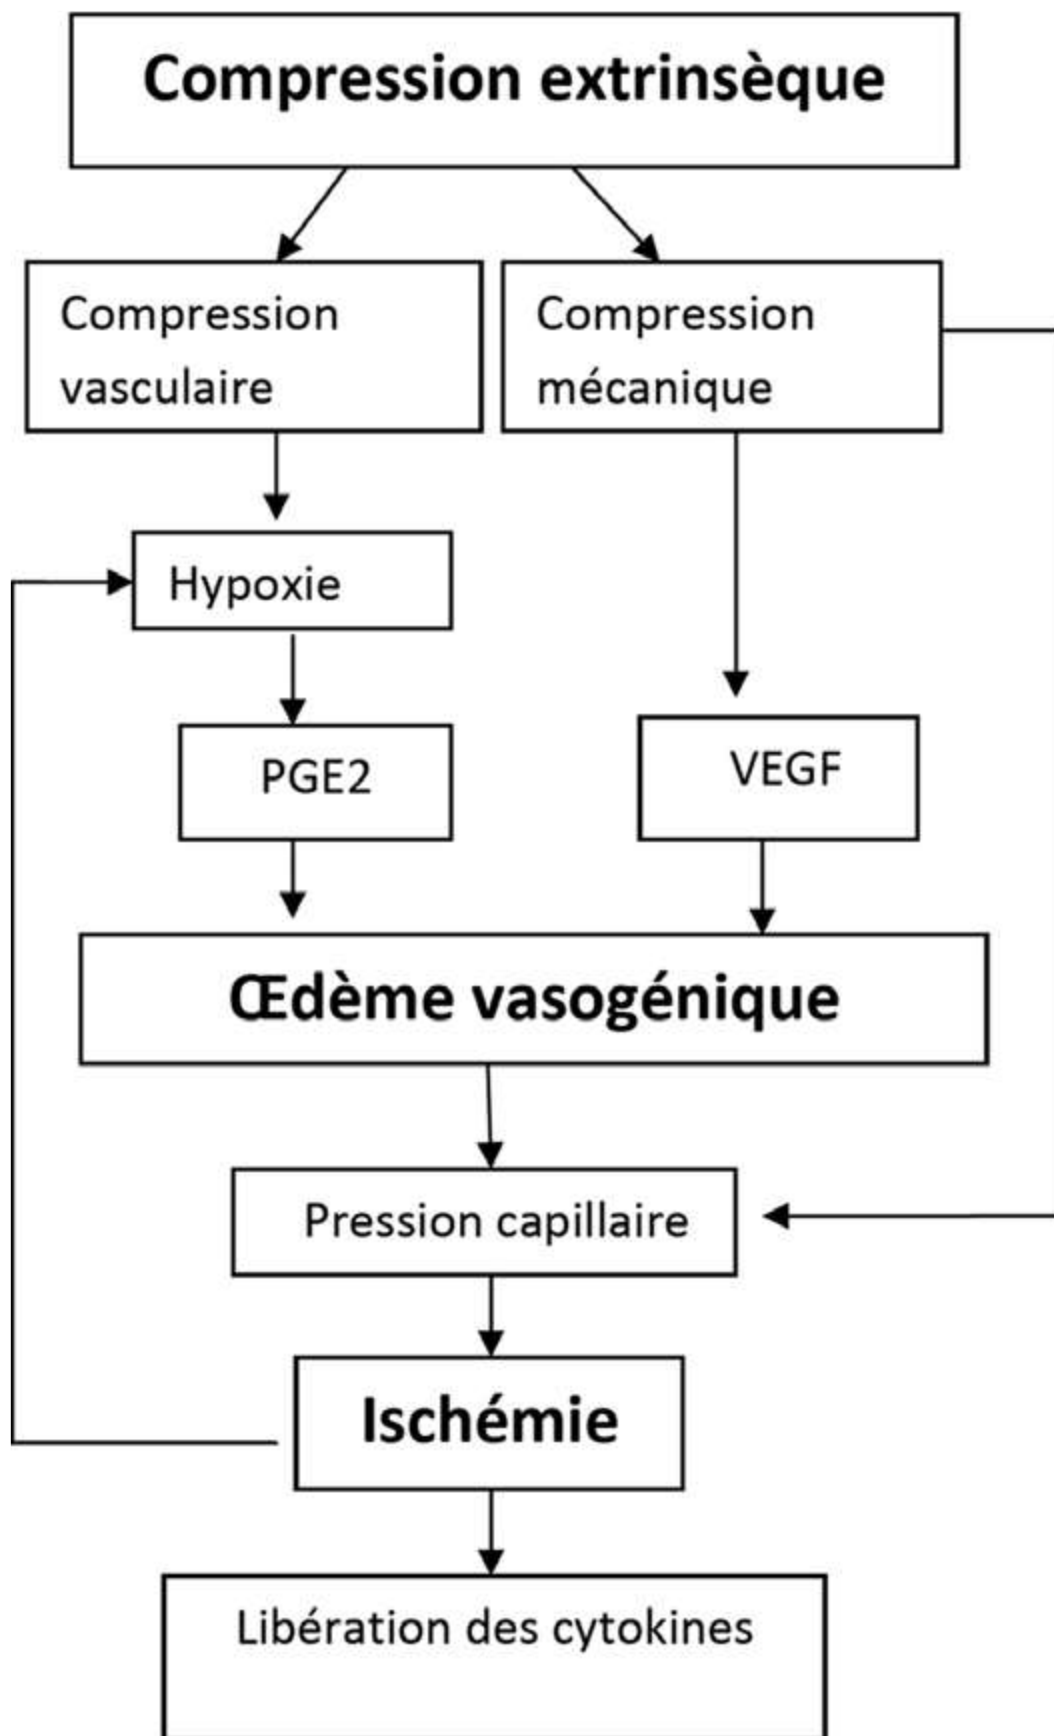 Compression extrinsèque
Compression
vasculaire
Compression
mécanique
Hypoxie
PGE2
VEGF
Œdème vasogénique
Pression capillaire
Ischémie
Libération des cytokines